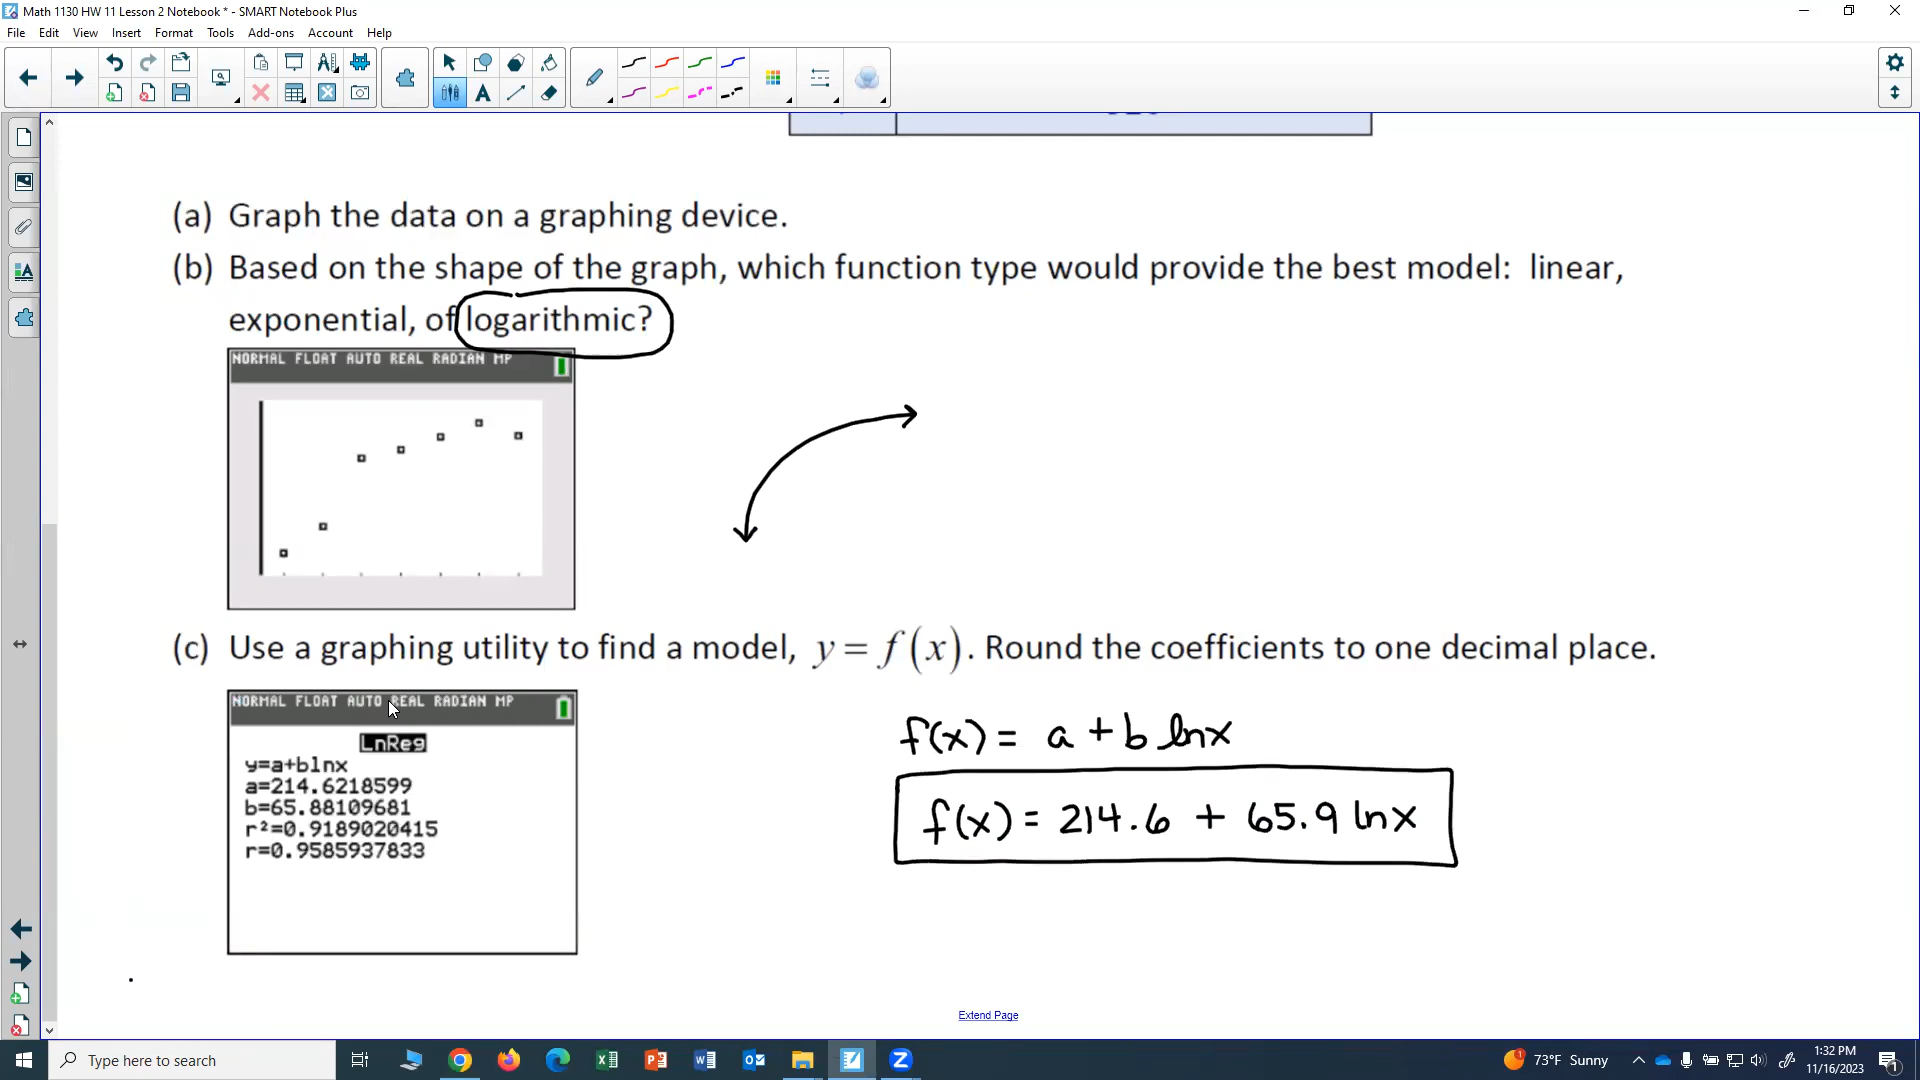 Math 1130 HW 11 Lesson 2 Notebook * - SMART Notebook Plus
File Edit View Insert Format Tools Add-ons Account Help
(a) Graph the data on a graphing device.
(b) Based on the shape of the graph, which function type would provide the best model: linear,
exponential, of logarithmic?
NORMAL FLOAT AUTO REAL RADIAN MP
(c) Use a graphing utility to find a model, y = f(x). Round the coefficients to one decimal place.
NORMAL FLOAT AUTO REAL RADIAN MP
LnReg
y=a+blnx
a=214.6218599
b=65.88109681
r²=0.9189020415
r=0.9585937833
f(x) = a + b lnx
f(x) = 214.6 + 65.9 lnx
Extend Page
Type here to search
73°F Sunny
1:32 PM
11/16/2023